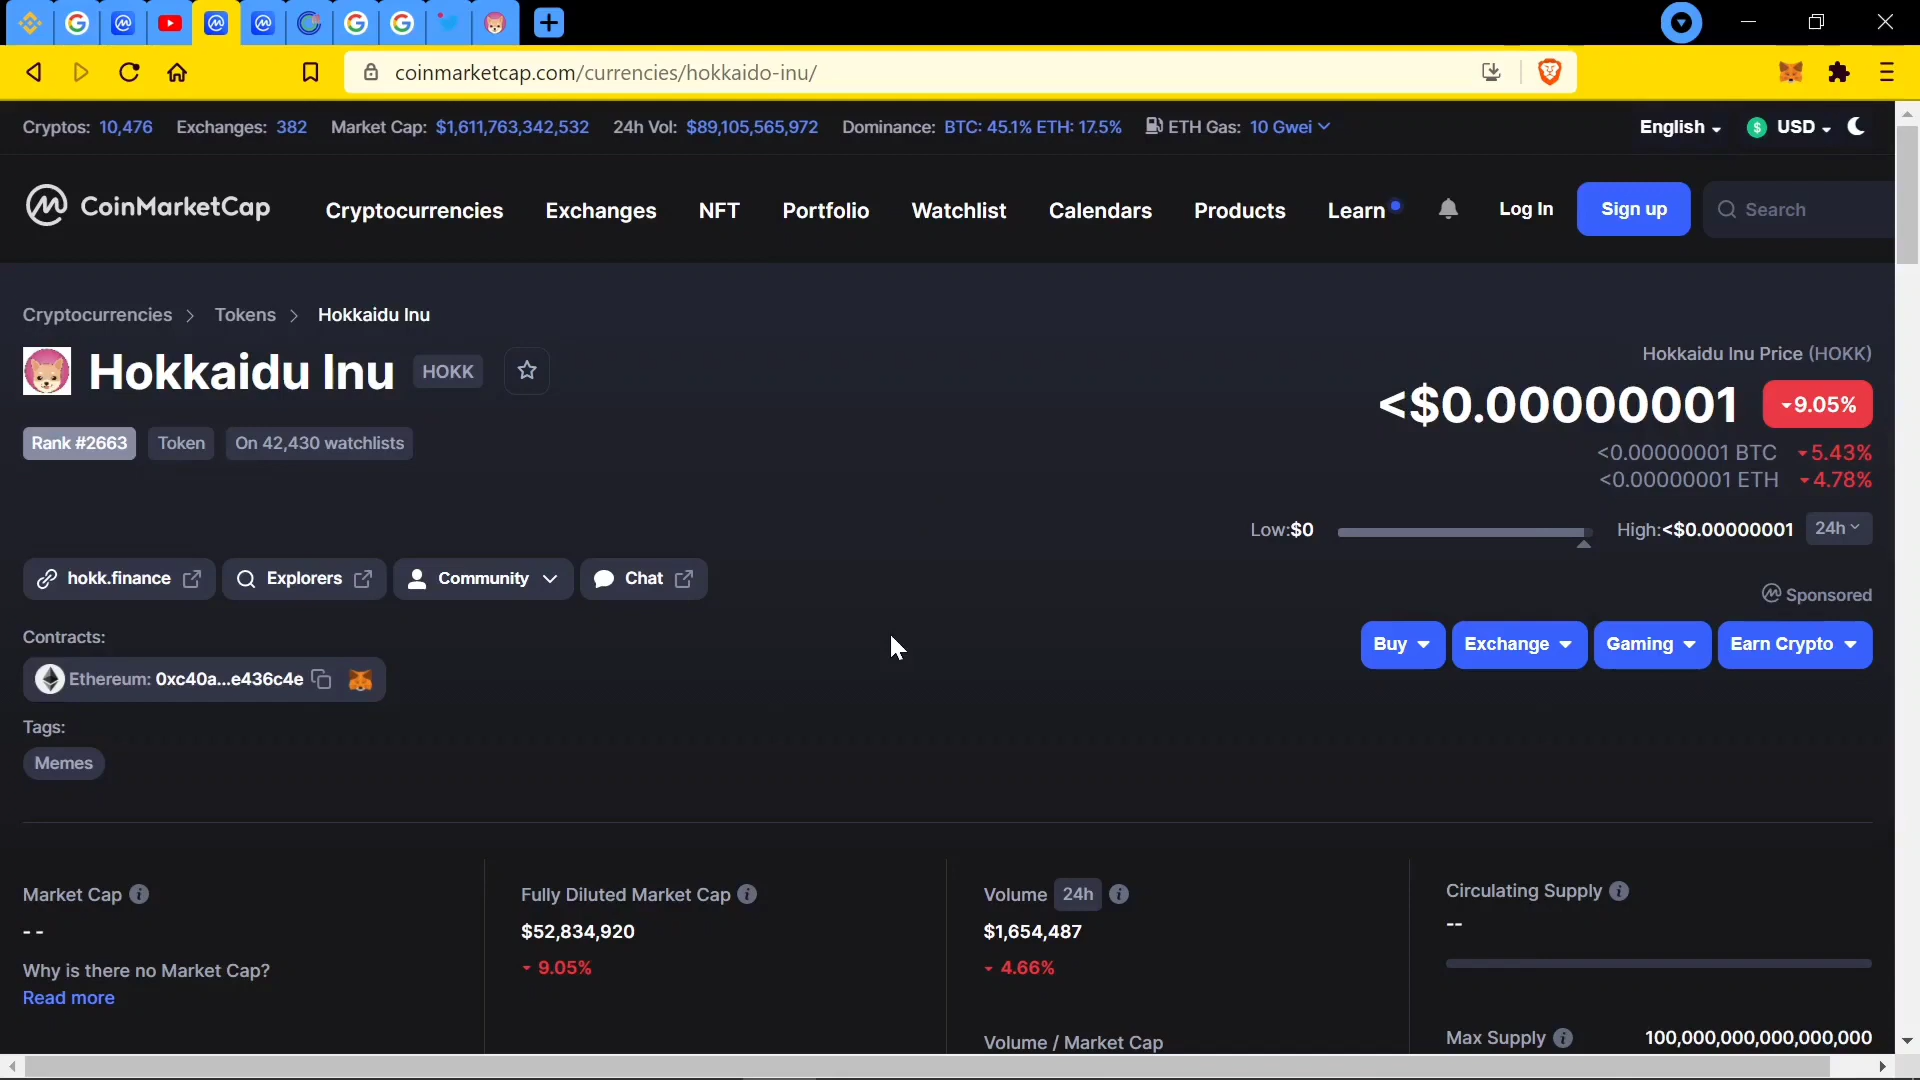 coinmarketcap.com/currencies/hokkaido-inu/
Cryptos: 10,476 Exchanges: 382 Market Cap: $1,611,763,342,532 24h Vol: $89,105,565,972 Dominance: BTC: 45.1% ETH: 17.5% ETH Gas: 10 Gwei English USD
CoinMarketCap Cryptocurrencies Exchanges NFT Portfolio Watchlist Calendars Products Learn Log In Sign up Search
Cryptocurrencies > Tokens > Hokkaidu Inu
Hokkaidu Inu HOKK
Rank #2663 Token On 42,430 watchlists
Hokkaidu Inu Price (HOKK)
<$0.00000001 9.05%
<0.00000001 BTC 5.43%
<0.00000001 ETH 4.78%
Low:$0 High:<$0.00000001 24h
hokk.finance Explorers Community Chat
Sponsored
Buy Exchange Gaming Earn Crypto
Contracts:
Ethereum: 0xc40a...e436c4e
Tags:
Memes
Market Cap
- -
Why is there no Market Cap?
Read more
Fully Diluted Market Cap
$52,834,920
9.05%
Volume 24h
$1,654,487
4.66%
Volume / Market Cap
Circulating Supply
--
Max Supply 100,000,000,000,000,000